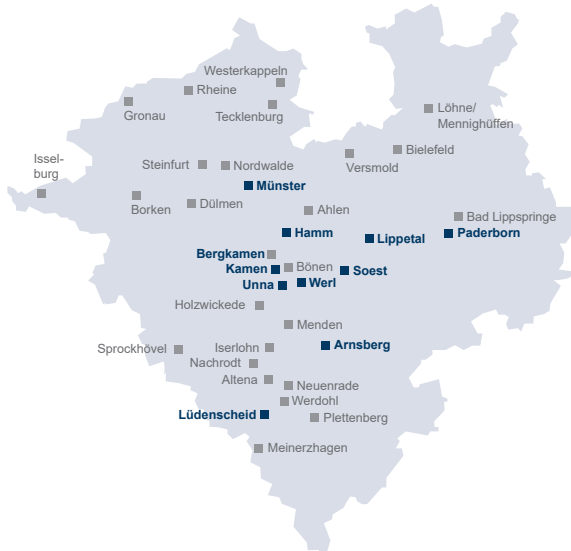 Westerkappeln
Rheine
Gronau
Tecklenburg
Löhne/
Mennighüffen
Issel-
burg
Steinfurt
Nordwalde
Versmold
Bielefeld
Münster
Borken
Dülmen
Ahlen
Bad Lippspringe
Hamm
Lippetal
Paderborn
Bergkamen
Kamen
Bönen
Soest
Unna
Werl
Holzwickede
Menden
Sprockhövel
Iserlohn
Arnsberg
Nachrodt
Altena
Neuenrade
Werdohl
Lüdenscheid
Plettenberg
Meinerzhagen